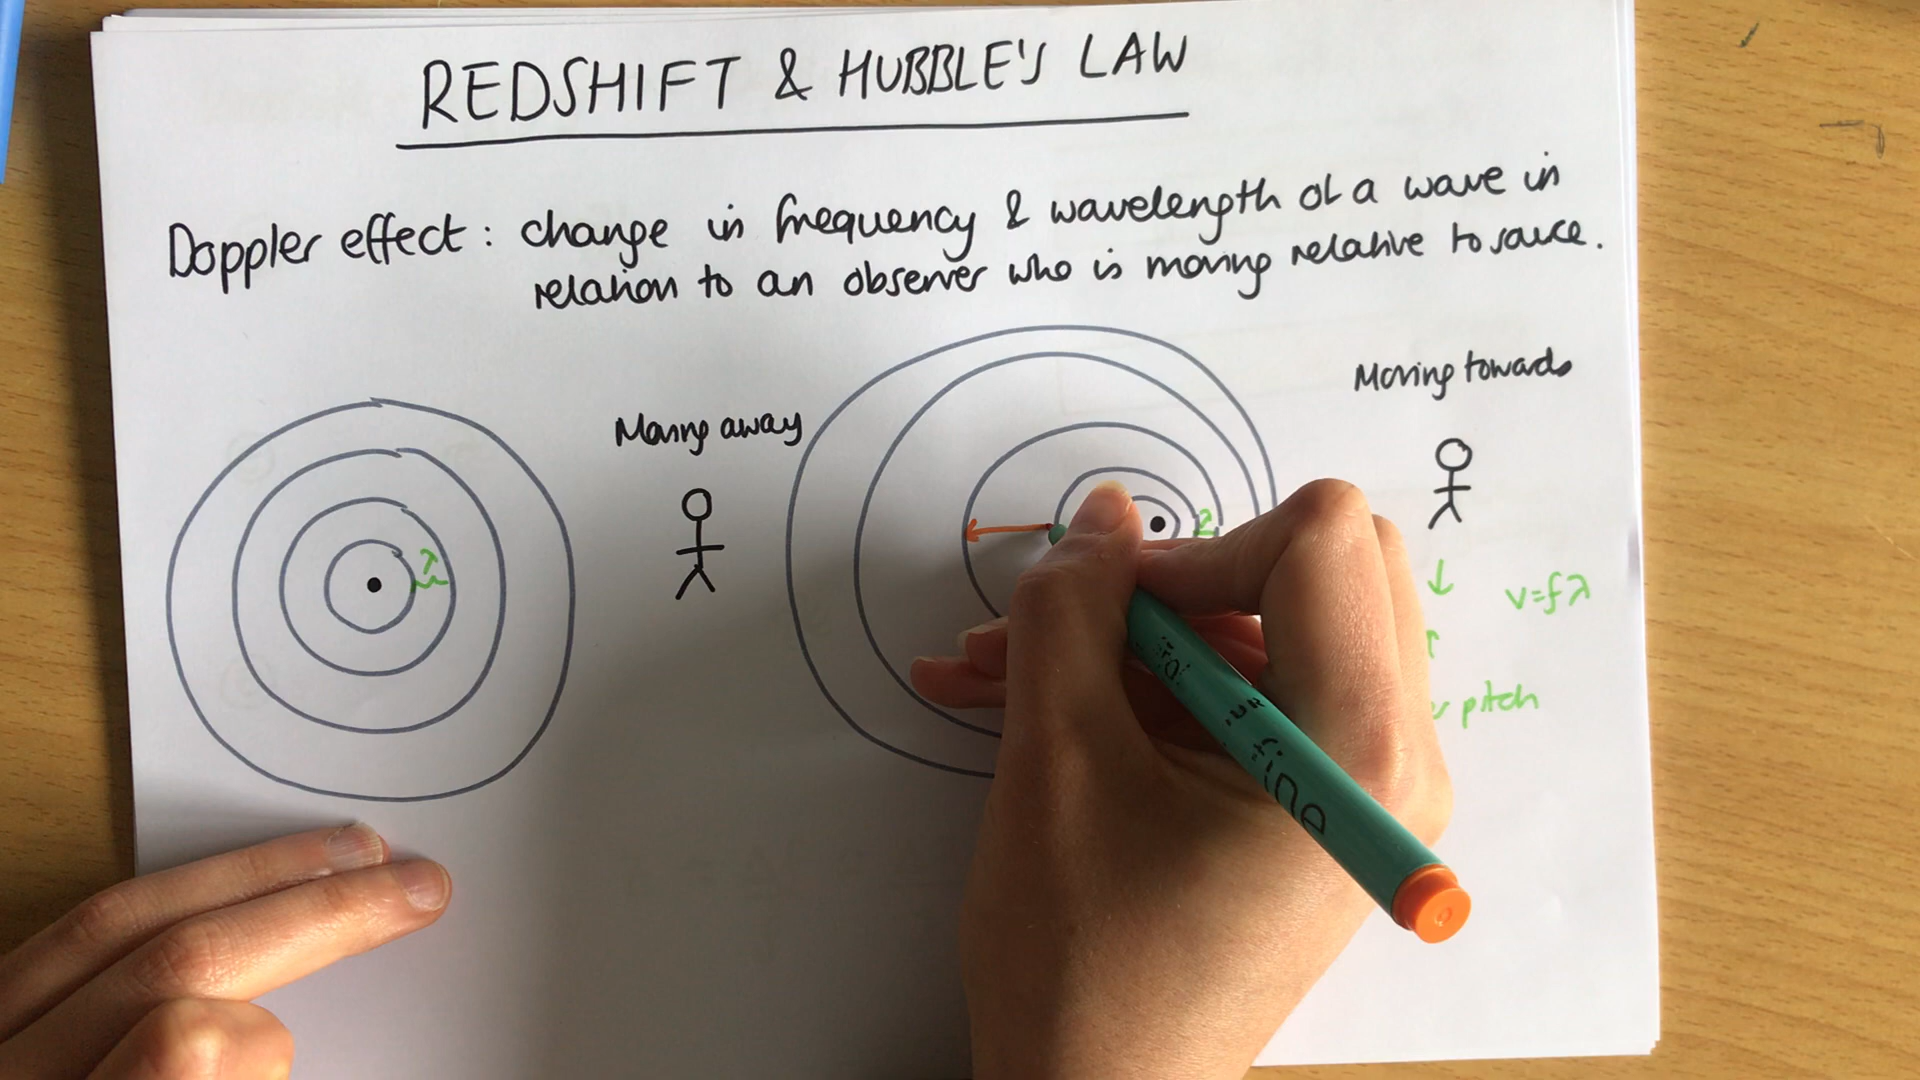 REDSHIFT & HUBBLE'S LAW
Doppler effect : change in frequency & wavelength of a wave in
relation to an observer who is moving relative to source.
Moving away
Moving towards
λ
λ
↓
v=fλ
↑
pitch